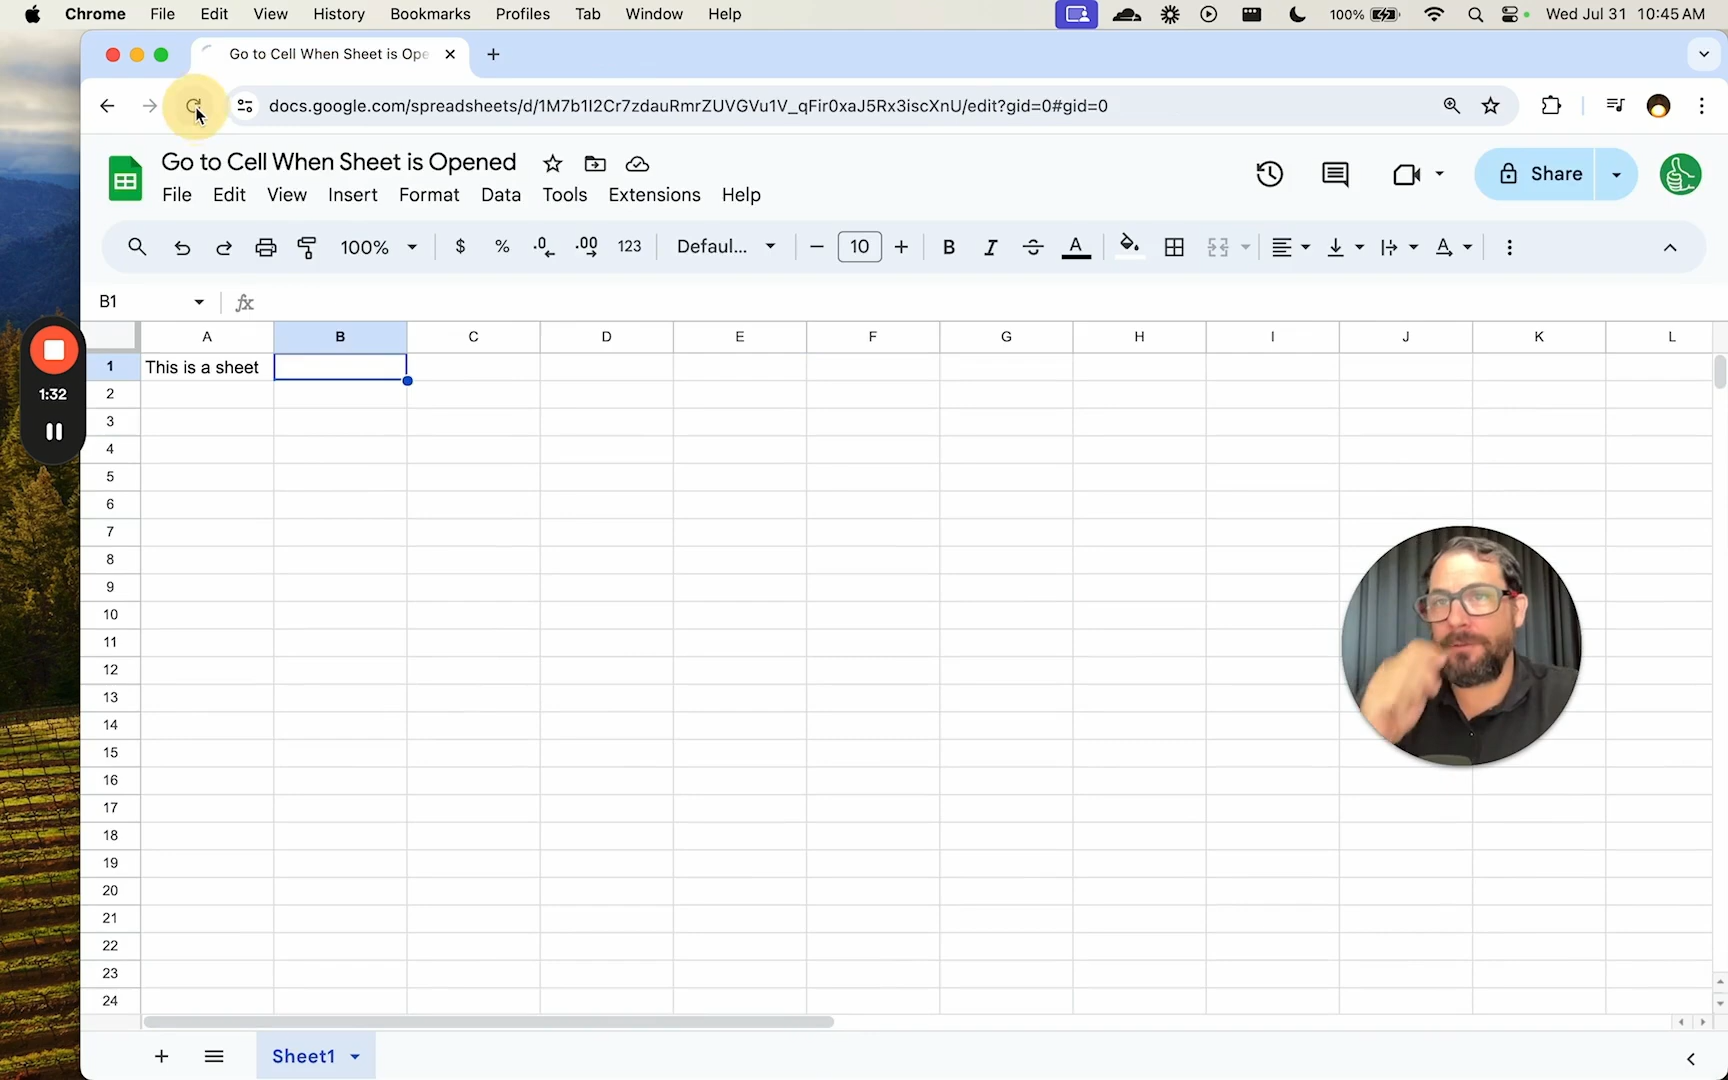 Chrome File Edit View History Bookmarks Profiles Tab Window Help 100% Wed Jul 31 10:45 AM
Go to Cell When Sheet is Ope
docs.google.com/spreadsheets/d/1M7b1I2Cr7zdauRmrZUVGVu1V_qFir0xaJ5Rx3iscXnU/edit?gid=0#gid=0
Go to Cell When Sheet is Opened
File Edit View Insert Format Data Tools Extensions Help
Share
100% $ % .0 .00 123 Defaul... 10 B I A A
B1 fx
A B C D E F G H I J K L
1 This is a sheet
2
3
4
5
6
7
8
9
10
11
12
13
14
15
16
17
18
19
20
21
22
23
24
1:32
Sheet1